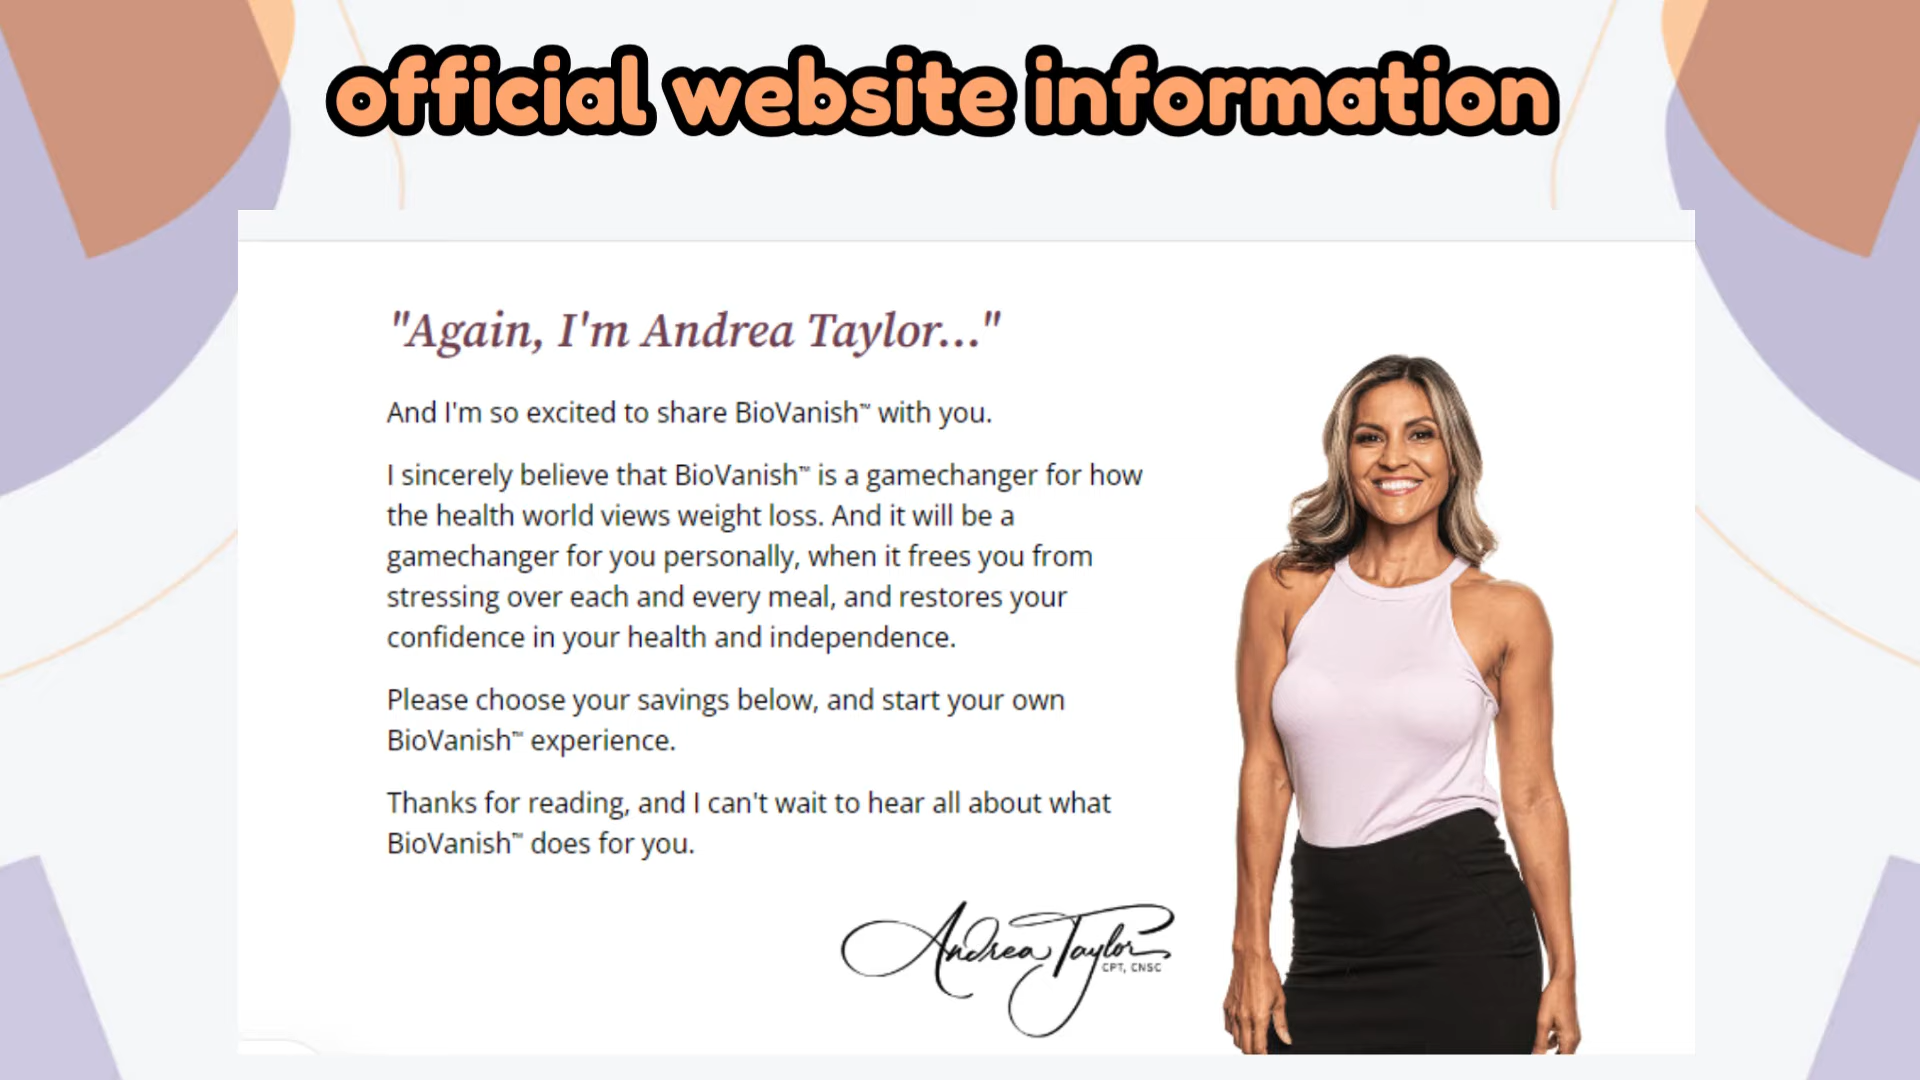 official website information
"Again, I'm Andrea Taylor..."
And I'm so excited to share BioVanish™ with you.
I sincerely believe that BioVanish™ is a gamechanger for how
the health world views weight loss. And it will be a
gamechanger for you personally, when it frees you from
stressing over each and every meal, and restores your
confidence in your health and independence.
Please choose your savings below, and start your own
BioVanish™ experience.
Thanks for reading, and I can't wait to hear all about what
BioVanish™ does for you.
Andrea Taylor
CPT, CNSC